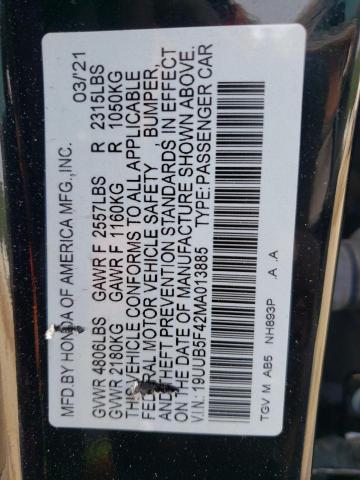 MFD.BY HONDA OF AMERICA MFG.,INC. 03/'21
GVWR 4806LBS GAWR F 2557LBS R 2315LBS
GVWR 2180KG GAWR F 1160KG R 1050KG
THIS VEHICLE CONFORMS TO ALL APPLICABLE
FEDERAL MOTOR VEHICLE SAFETY, BUMPER,
AND THEFT PREVENTION STANDARDS IN EFFECT
ON THE DATE OF MANUFACTURE SHOWN ABOVE.
V.I.N.: 19UUB5F42MA013885 TYPE: PASSENGER CAR
TGV M AB5 NH893P .A .A